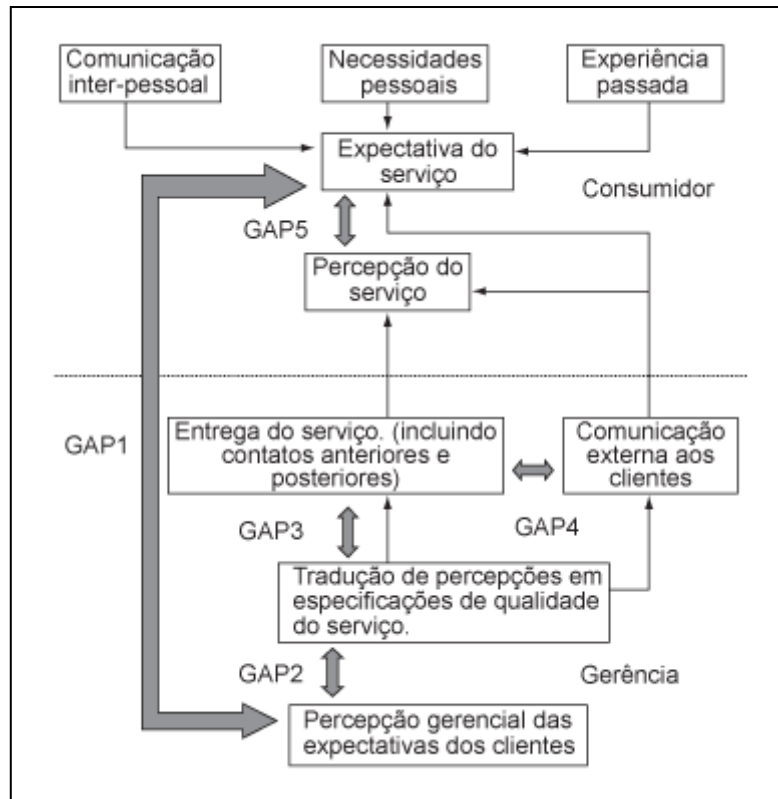 Comunicação
inter-pessoal
Necessidades
pessoais
Experiência
passada
Expectativa do
serviço
Consumidor
GAP5
Percepção do
serviço
GAP1
Entrega do serviço. (incluindo
contatos anteriores e
posteriores)
Comunicação
externa aos
clientes
GAP3
GAP4
Tradução de percepções em
especificações de qualidade
do serviço.
GAP2
Gerência
Percepção gerencial das
expectativas dos clientes